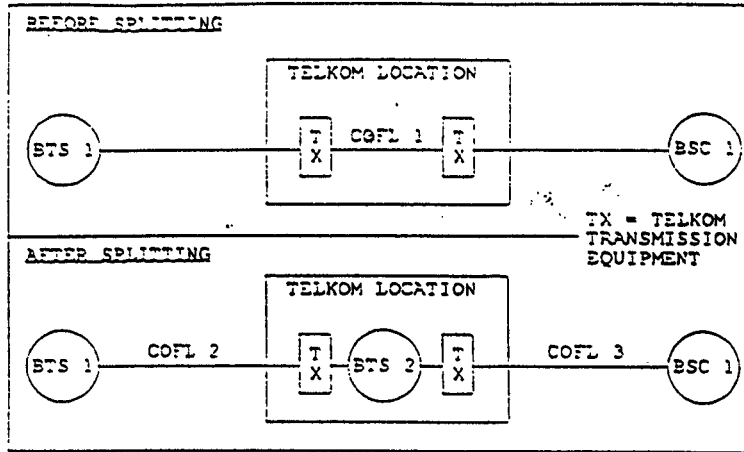 BEFORE SPLITTING
TELKOM LOCATION
BTS 1
T
X
COFL 1
T
X
BSC 1
TX = TELKOM
TRANSMISSION
EQUIPMENT
AFTER SPLITTING
TELKOM LOCATION
BTS 1
COFL 2
T
X
BTS 2
T
X
COFL 3
BSC 1